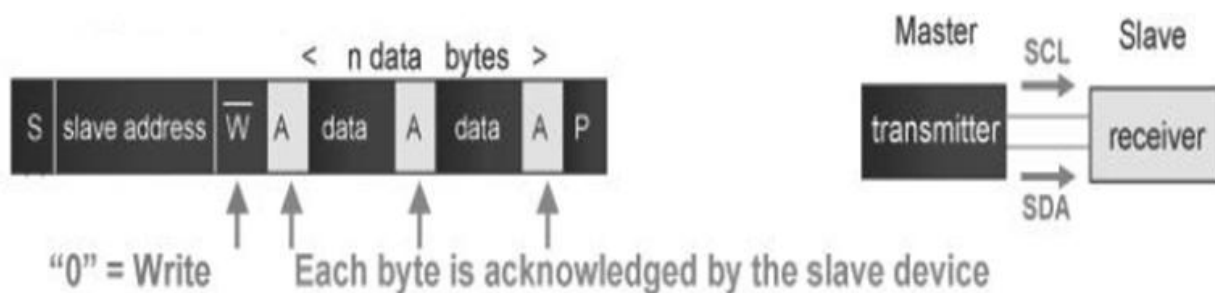 < n data bytes >
S slave address W̅ A data A data A P
"0" = Write
Each byte is acknowledged by the slave device
Master
SCL
Slave
transmitter
receiver
SDA